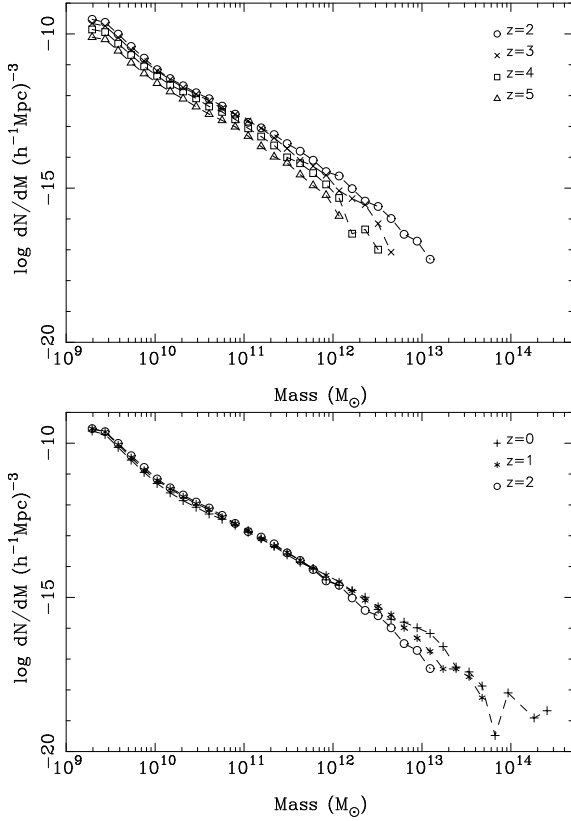 log dN/dM (h⁻¹Mpc)⁻³
−10
−15
−20
z=2
z=3
z=4
z=5
10⁹ 10¹⁰ 10¹¹ 10¹² 10¹³ 10¹⁴
Mass (M⊙)
log dN/dM (h⁻¹Mpc)⁻³
−10
−15
−20
z=0
z=1
z=2
10⁹ 10¹⁰ 10¹¹ 10¹² 10¹³ 10¹⁴
Mass (M⊙)